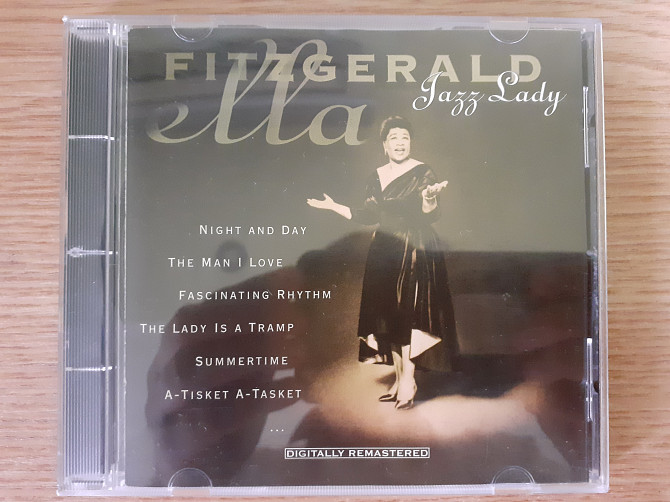 FITZGERALD
ella
Jazz Lady
NIGHT AND DAY
THE MAN I LOVE
FASCINATING RHYTHM
THE LADY IS A TRAMP
SUMMERTIME
A-TISKET A-TASKET
...
DIGITALLY REMASTERED